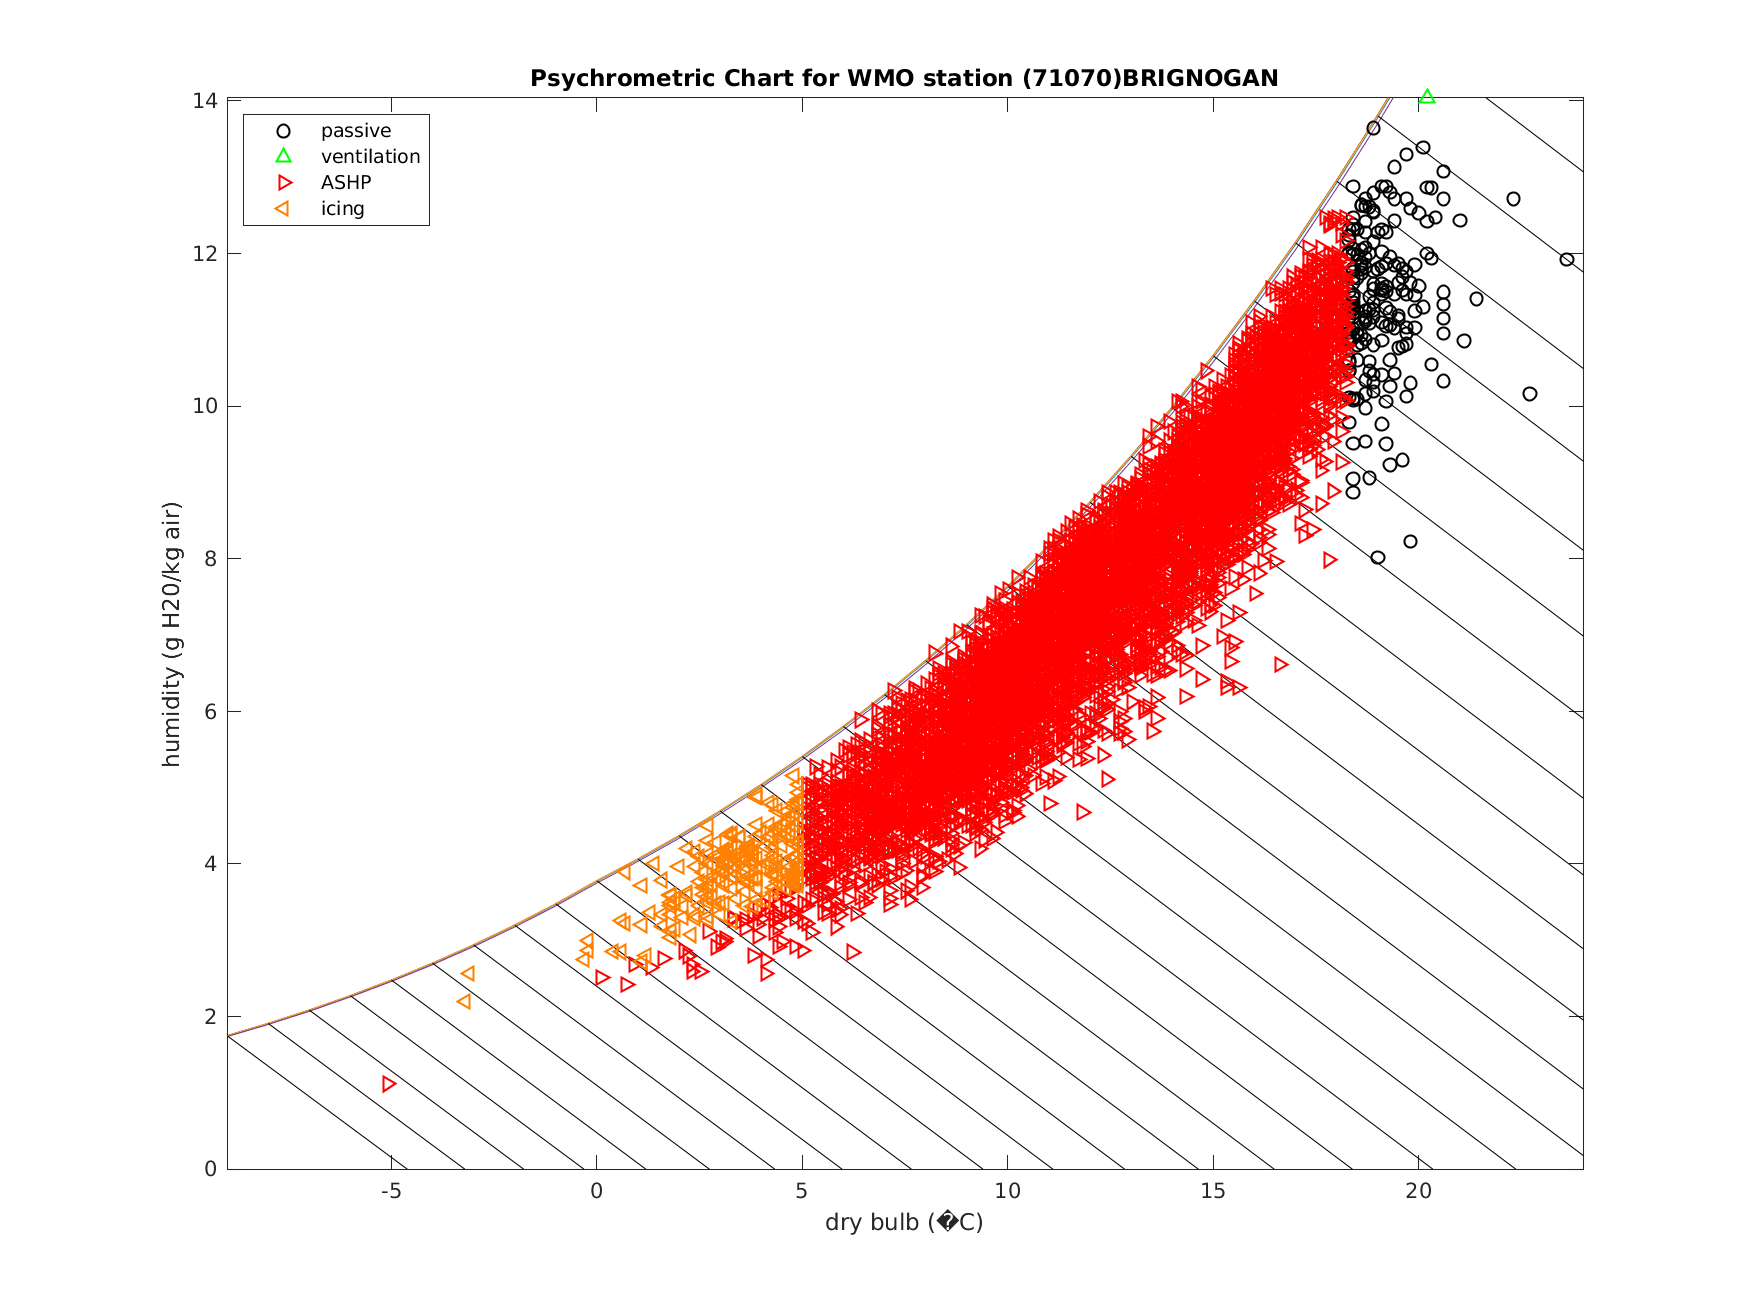 Psychrometric Chart for WMO station (71070)BRIGNOGAN
passive
ventilation
ASHP
icing
14
12
10
8
6
4
2
0
humidity (g H20/kg air)
-5
0
5
10
15
20
dry bulb (�C)